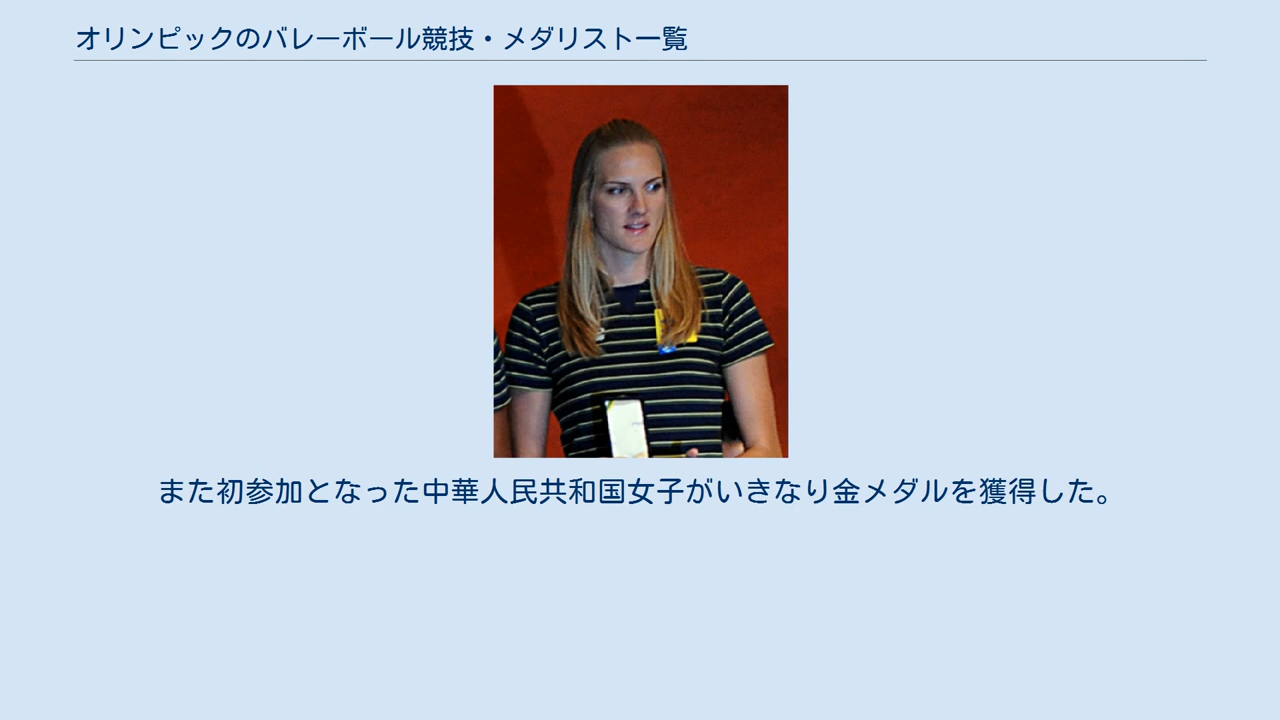 オリンピックのバレーボール競技・メダリスト一覧
また初参加となった中華人民共和国女子がいきなり金メダルを獲得した。